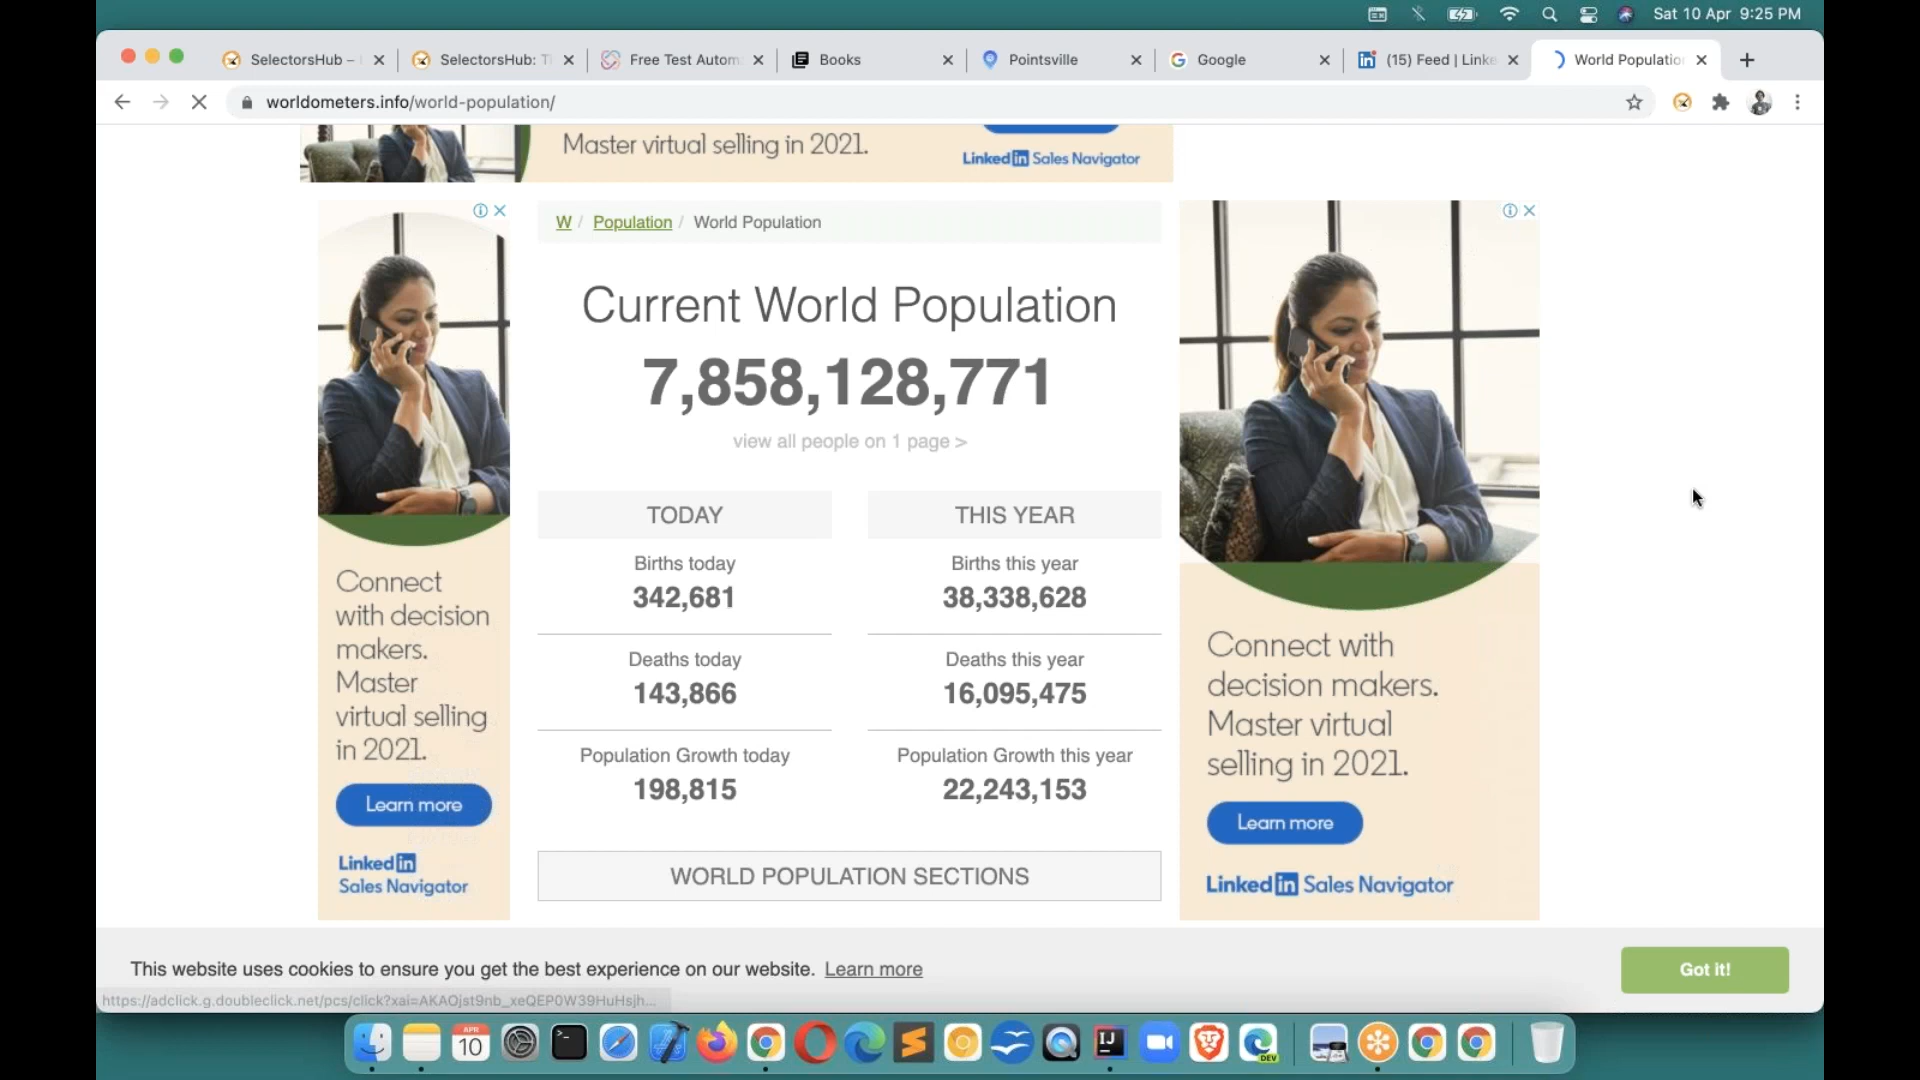 Sat 10 Apr 9:25 PM
SelectorsHub –
SelectorsHub: T
Free Test Autom
Books
Pointsville
Google
(15) Feed | Linke
World Populatio
worldometers.info/world-population/
Master virtual selling in 2021.
Linked in Sales Navigator
W / Population / World Population
Current World Population
7,858,128,771
view all people on 1 page >
TODAY
THIS YEAR
Births today
342,681
Births this year
38,338,628
Deaths today
143,866
Deaths this year
16,095,475
Population Growth today
198,815
Population Growth this year
22,243,153
WORLD POPULATION SECTIONS
Connect
with decision
makers.
Master
virtual selling
in 2021.
Learn more
Linked in
Sales Navigator
Connect with
decision makers.
Master virtual
selling in 2021.
Learn more
Linked in Sales Navigator
This website uses cookies to ensure you get the best experience on our website. Learn more
Got it!
https://adclick.g.doubleclick.net/pcs/click?xai=AKAOjst9nb_xeQEP0W39HuHsjh...
APR
10
IJ
DEV